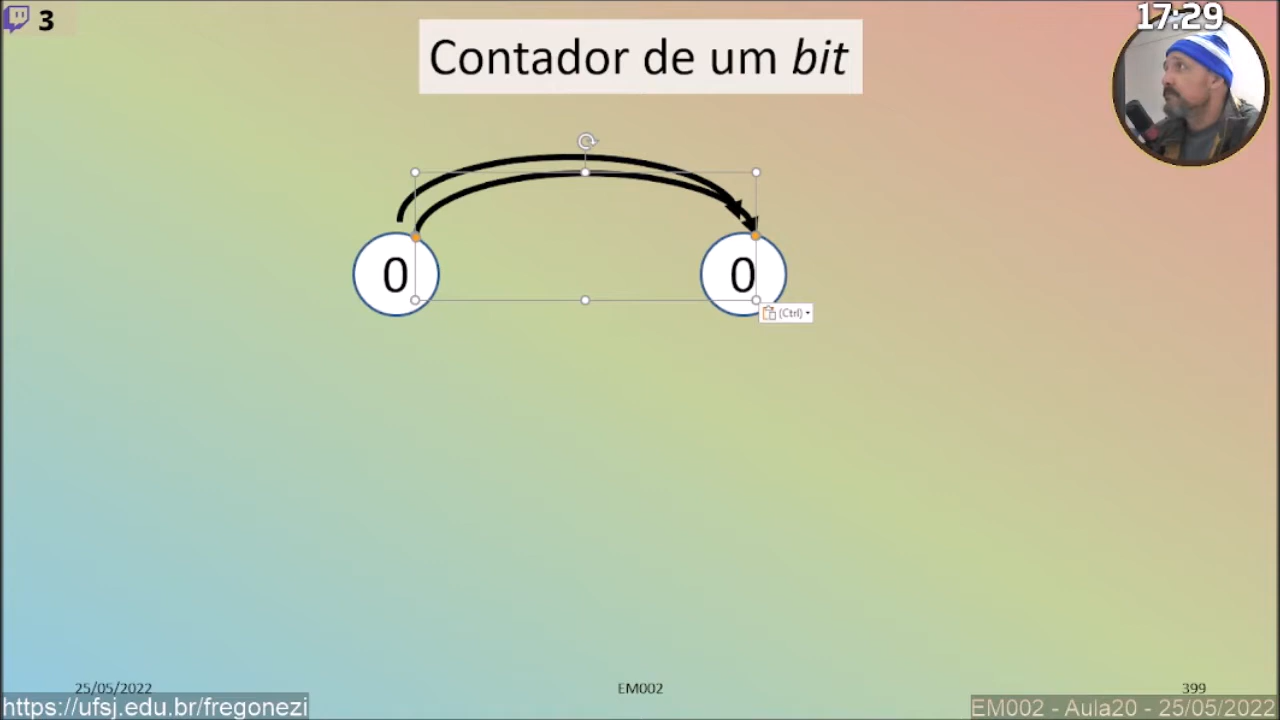 3
17:29
Contador de um bit
0
0
(Ctrl)
25/05/2022
EM002
399
https://ufsj.edu.br/fregonezi
EM002 - Aula20 - 25/05/2022